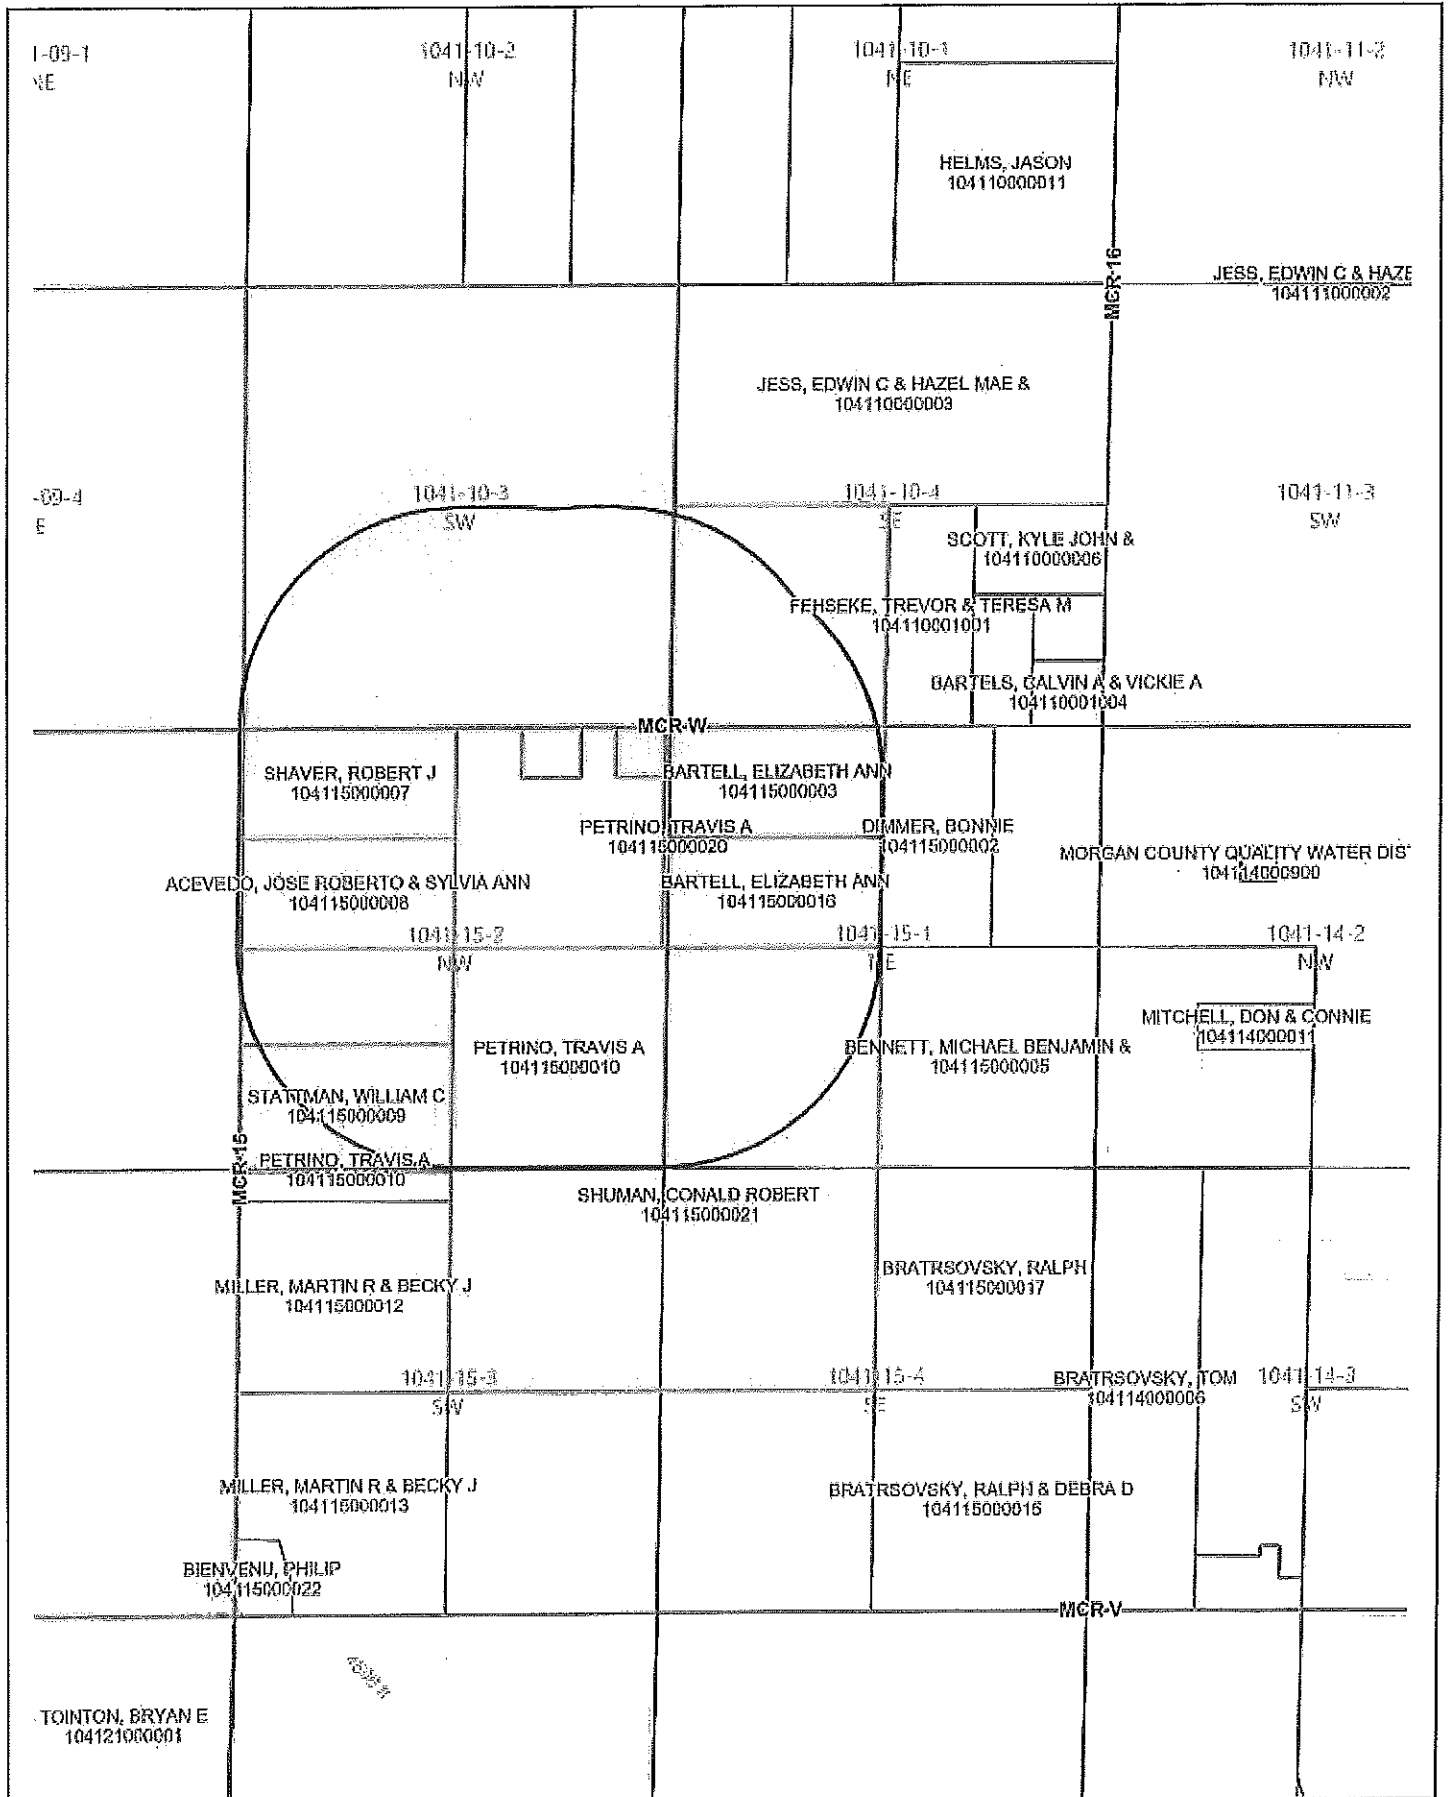 1-09-1
NE
1041-10-2
NW
1041-10-1
NE
1041-11-2
NW
HELMS, JASON
104110000011
MCR-16
JESS, EDWIN C & HAZE
104111000002
JESS, EDWIN C & HAZEL MAE &
104110000003
-09-4
E
1041-10-3
SW
1041-10-4
SE
1041-11-3
SW
SCOTT, KYLE JOHN &
104110000006
FEHSEKE, TREVOR & TERESA M
104110001001
BARTELS, CALVIN A & VICKIE A
104110001004
MCR-W
SHAVER, ROBERT J
104115000007
BARTELL, ELIZABETH ANN
104115000003
PETRINO, TRAVIS A
104115000020
DIMMER, BONNIE
104115000002
MORGAN COUNTY QUALITY WATER DIS
104114000900
ACEVEDO, JOSE ROBERTO & SYLVIA ANN
104115000008
BARTELL, ELIZABETH ANN
104115000016
1041-15-2
NW
1041-15-1
NE
1041-14-2
NW
MITCHELL, DON & CONNIE
104114000011
PETRINO, TRAVIS A
104115000010
BENNETT, MICHAEL BENJAMIN &
104115000005
STATTMAN, WILLIAM C
104115000009
MCR-15
PETRINO, TRAVIS A
104115000010
SHUMAN, CONALD ROBERT
104115000021
MILLER, MARTIN R & BECKY J
104115000012
BRATRSOVSKY, RALPH
104115000017
1041-15-3
SW
1041-15-4
SE
BRATRSOVSKY, TOM
104114000006
1041-14-3
SW
MILLER, MARTIN R & BECKY J
104115000013
BRATRSOVSKY, RALPH & DEBRA D
104115000015
BIENVENU, PHILIP
104115000022
MCR-V
TOINTON, BRYAN E
104121000001